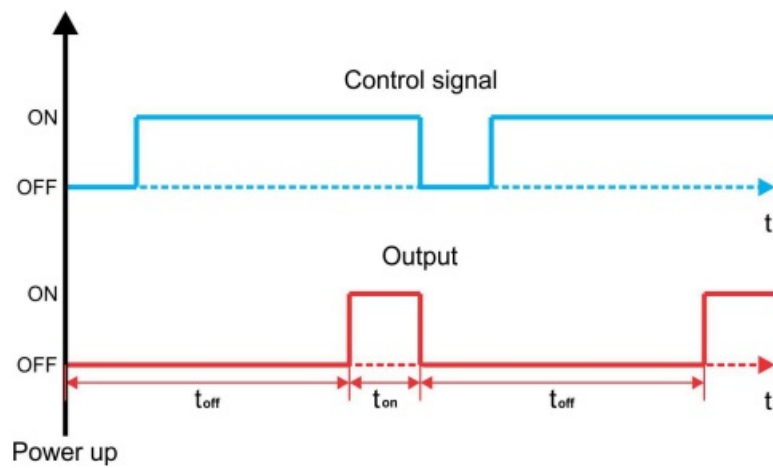 Control signal
ON
OFF
t
Output
ON
OFF
toff
ton
toff
t
Power up